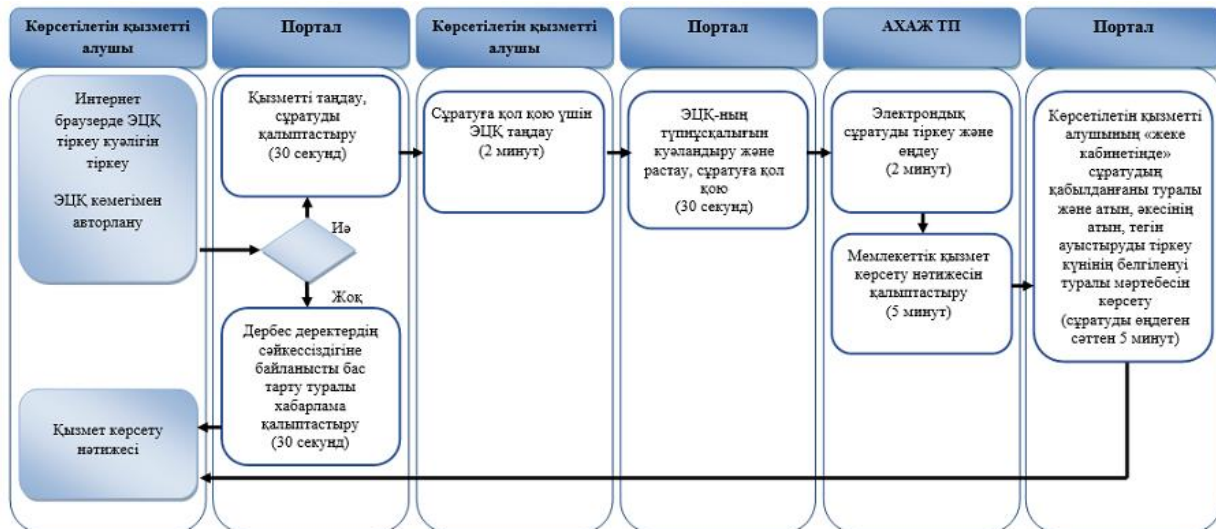 Көрсетілетін қызметті
алушы
Портал
Көрсетілетін қызметті
алушы
Портал
АХАЖ ТП
Портал
Интернет
браузерде ЭЦҚ
тіркеу куәлігін
тіркеу
ЭЦҚ көмегімен
авторлану
Қызметті таңдау,
сұратуды
қалыптастыру
(30 секунд)
Иә
Жоқ
Дербес деректердің
сәйкессіздігіне
байланысты бас
тарту туралы
хабарлама
қалыптастыру
(30 секунд)
Сұратуға қол қою үшін
ЭЦҚ таңдау
(2 минут)
ЭЦҚ-ның
түпнұсқалығын
куәландыру және
растау, сұратуға қол
қою
(30 секунд)
Электрондық
сұратуды тіркеу және
өңдеу
(2 минут)
Мемлекеттік қызмет
көрсету нәтижесін
қалыптастыру
(5 минут)
Көрсетілетін қызметті
алушының «жеке
кабинетінде»
сұратудың
қабылданғаны туралы
және атын, әкесінің
атын, тегін
ауыстыруды тіркеу
күнінің белгіленуі
туралы мәртебесін
көрсету
(сұратуды өңдеген
сәттен 5 минут)
Қызмет көрсету
нәтижесі